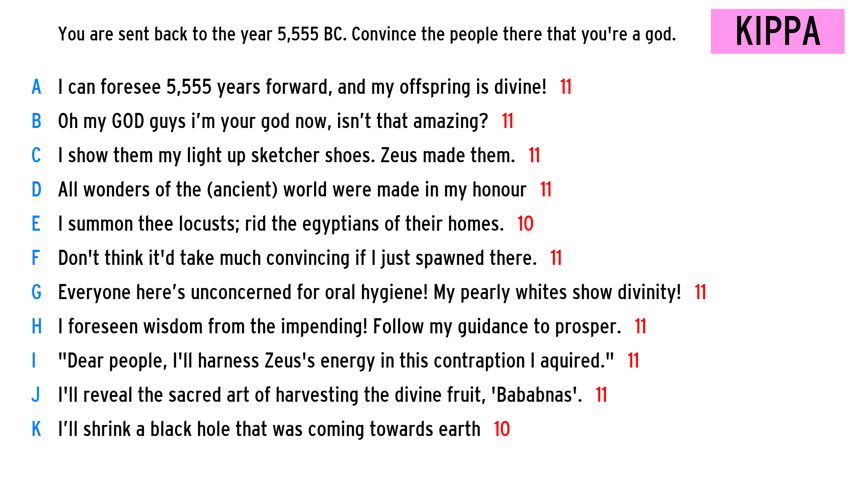 You are sent back to the year 5,555 BC. Convince the people there that you're a god.
KIPPA
A I can foresee 5,555 years forward, and my offspring is divine! 11
B Oh my GOD guys i’m your god now, isn’t that amazing? 11
C I show them my light up sketcher shoes. Zeus made them. 11
D All wonders of the (ancient) world were made in my honour 11
E I summon thee locusts; rid the egyptians of their homes. 10
F Don't think it'd take much convincing if I just spawned there. 11
G Everyone here’s unconcerned for oral hygiene! My pearly whites show divinity! 11
H I foreseen wisdom from the impending! Follow my guidance to prosper. 11
I "Dear people, I'll harness Zeus's energy in this contraption I aquired." 11
J I'll reveal the sacred art of harvesting the divine fruit, 'Bababnas'. 11
K I’ll shrink a black hole that was coming towards earth 10